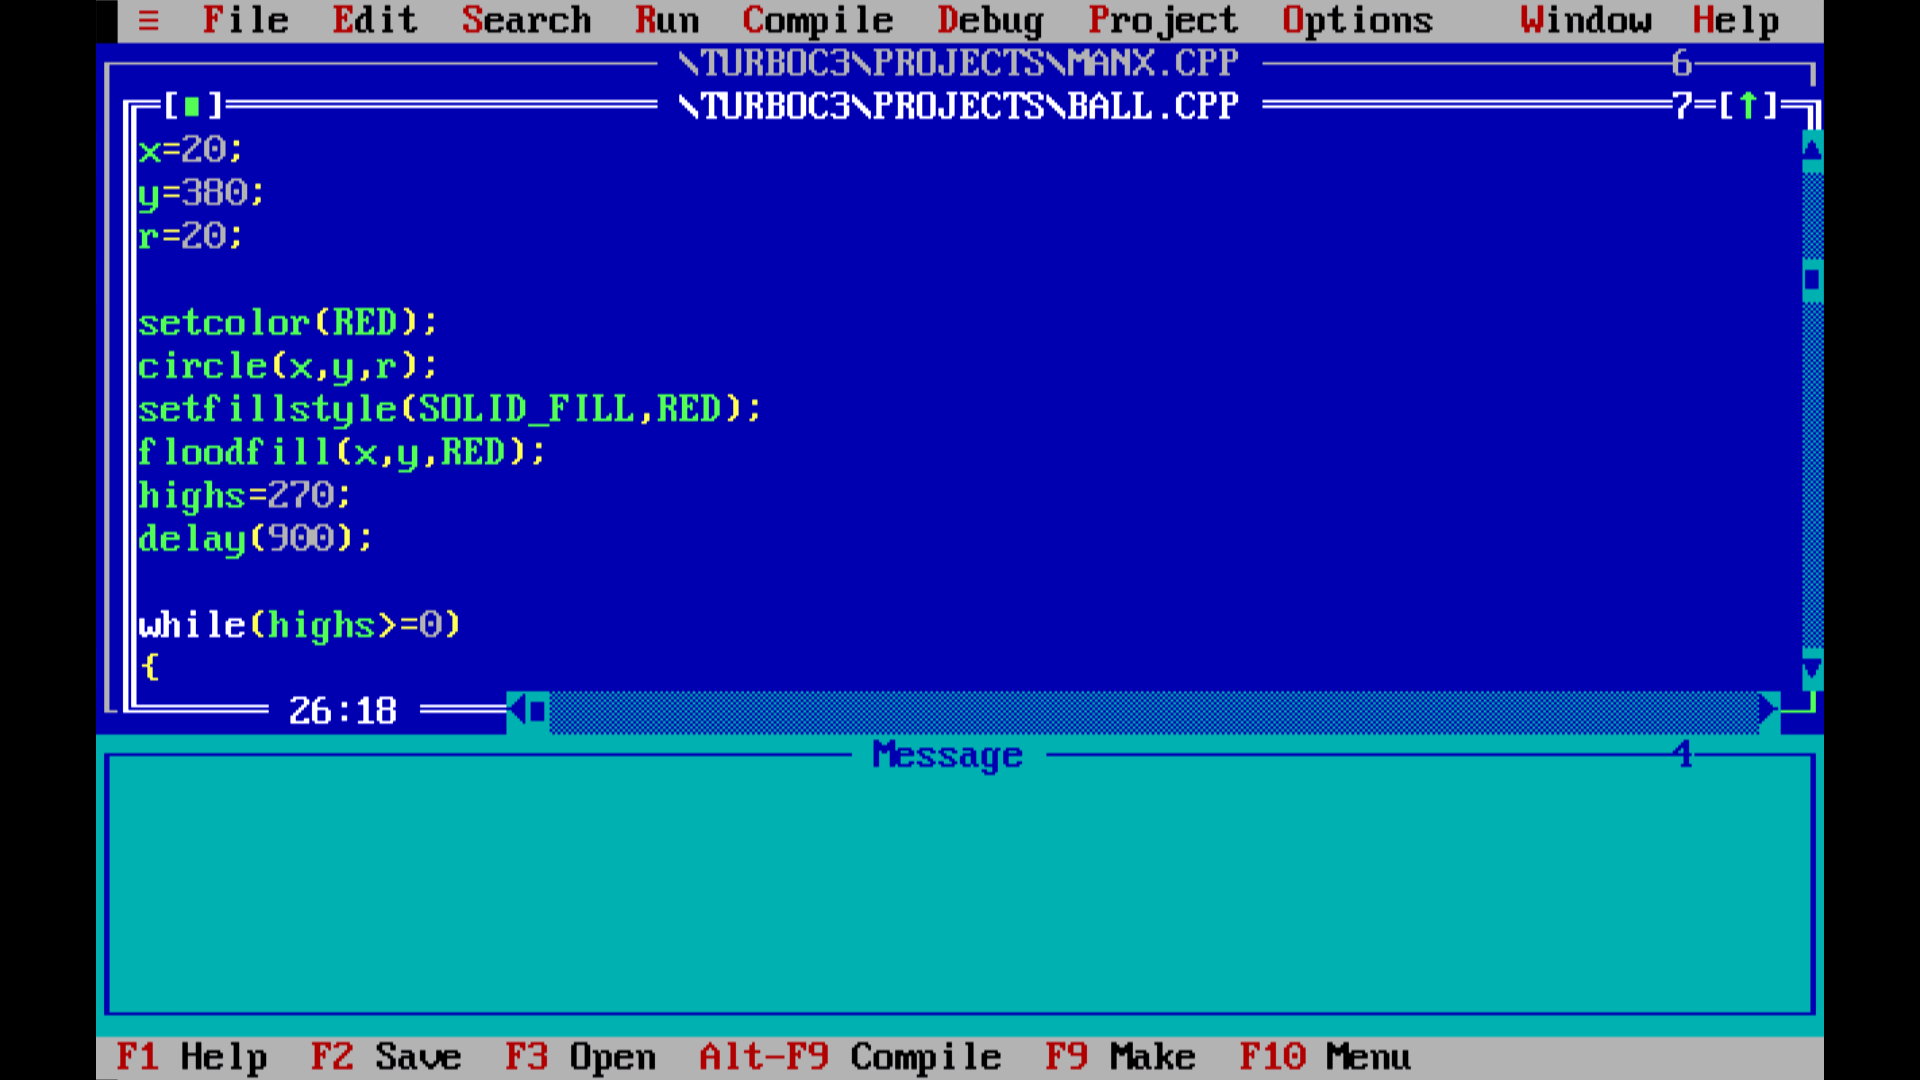 ≡ File Edit Search Run Compile Debug Project Options Window Help
\TURBOC3\PROJECTS\MANX.CPP 6
[■] \TURBOC3\PROJECTS\BALL.CPP 7=[↑]
x=20;
y=380;
r=20;
setcolor(RED);
circle(x,y,r);
setfillstyle(SOLID_FILL,RED);
floodfill(x,y,RED);
highs=270;
delay(900);
while(highs>=0)
{
26:18
Message 4
F1 Help F2 Save F3 Open Alt-F9 Compile F9 Make F10 Menu